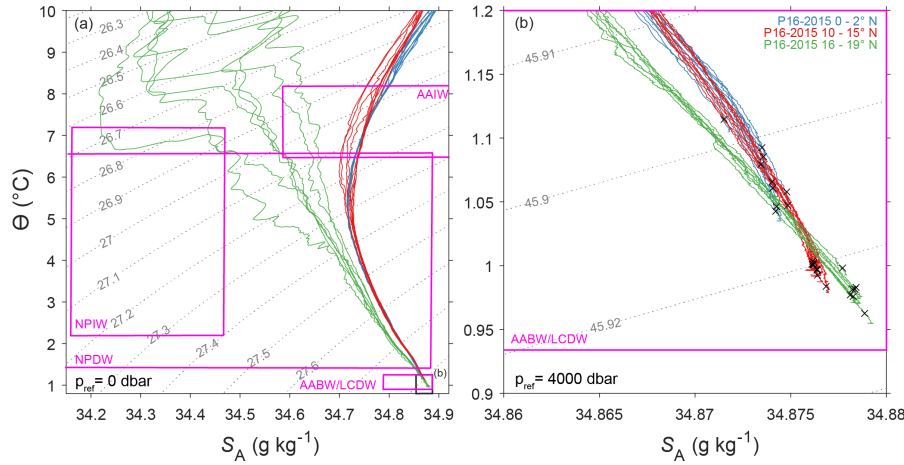 (a)
10
9
8
7
6
5
4
3
2
1
Θ (°C)
26.3
26.4
26.5
26.6
26.7
26.8
26.9
27
27.1
27.2
27.3
27.4
27.5
27.6
AAIW
NPIW
NPDW
AABW/LCDW
(b)
p_ref= 0 dbar
34.2 34.3 34.4 34.5 34.6 34.7 34.8 34.9
S_A (g kg⁻¹)
(b)
P16-2015 0 - 2° N
P16-2015 10 - 15° N
P16-2015 16 - 19° N
1.2
1.15
1.1
1.05
1
0.95
0.9
45.91
45.9
45.92
AABW/LCDW
p_ref= 4000 dbar
34.86 34.865 34.87 34.875 34.88
S_A (g kg⁻¹)